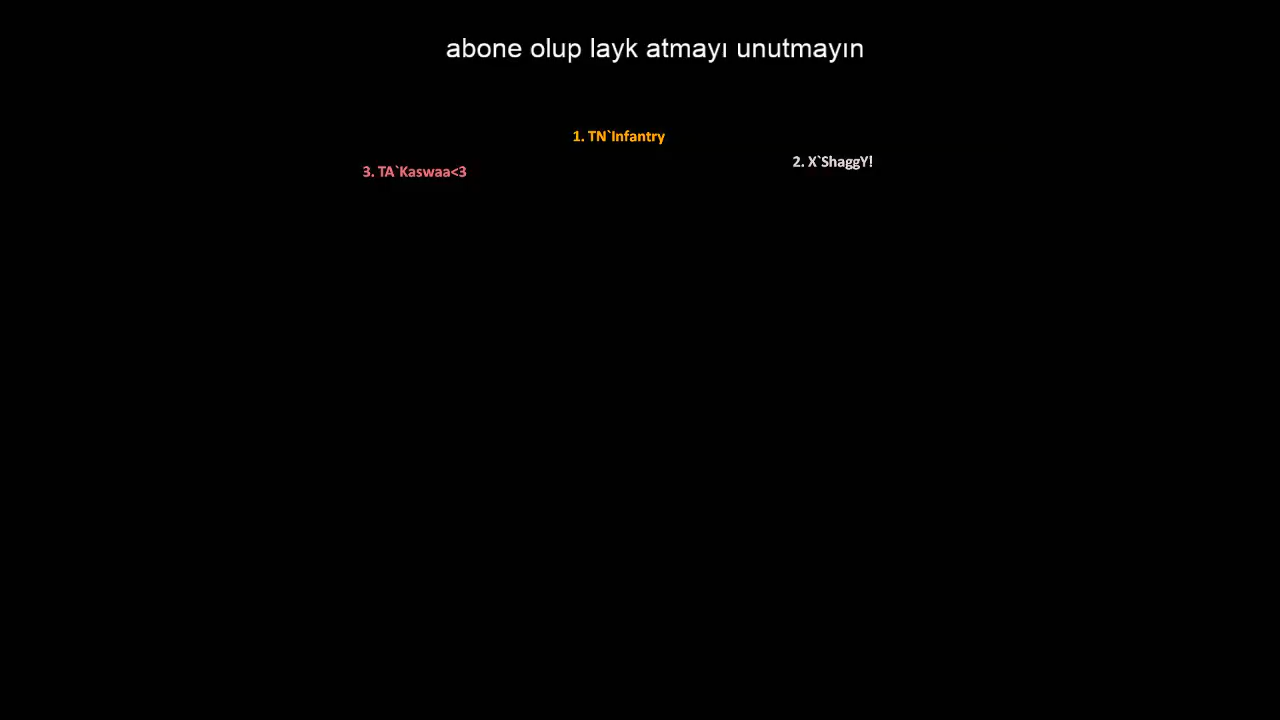 abone olup layk atmayı unutmayın
1. TN`Infantry
2. X`ShaggY!
3. TA`Kaswaa<3